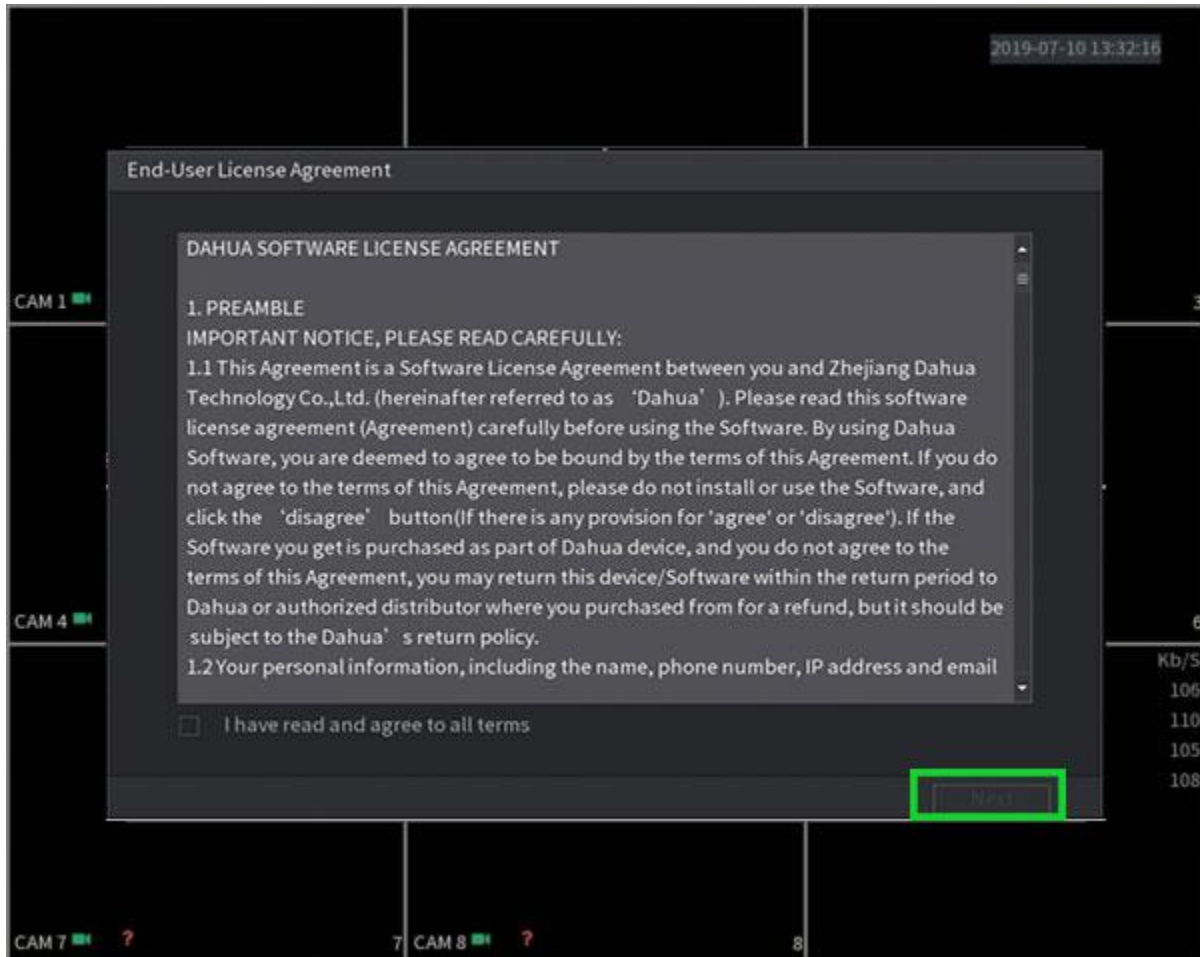 2019-07-10 13:32:16
End-User License Agreement
DAHUA SOFTWARE LICENSE AGREEMENT
1. PREAMBLE
IMPORTANT NOTICE, PLEASE READ CAREFULLY:
1.1 This Agreement is a Software License Agreement between you and Zhejiang Dahua
Technology Co.,Ltd. (hereinafter referred to as ‘Dahua’). Please read this software
license agreement (Agreement) carefully before using the Software. By using Dahua
Software, you are deemed to agree to be bound by the terms of this Agreement. If you do
not agree to the terms of this Agreement, please do not install or use the Software, and
click the ‘disagree’ button(If there is any provision for 'agree' or 'disagree'). If the
Software you get is purchased as part of Dahua device, and you do not agree to the
terms of this Agreement, you may return this device/Software within the return period to
Dahua or authorized distributor where you purchased from for a refund, but it should be
subject to the Dahua’s return policy.
1.2 Your personal information, including the name, phone number, IP address and email
I have read and agree to all terms
Next
CAM 1
3
CAM 4
6
Kb/S
106
110
105
108
CAM 7 ? 7
CAM 8 ? 8